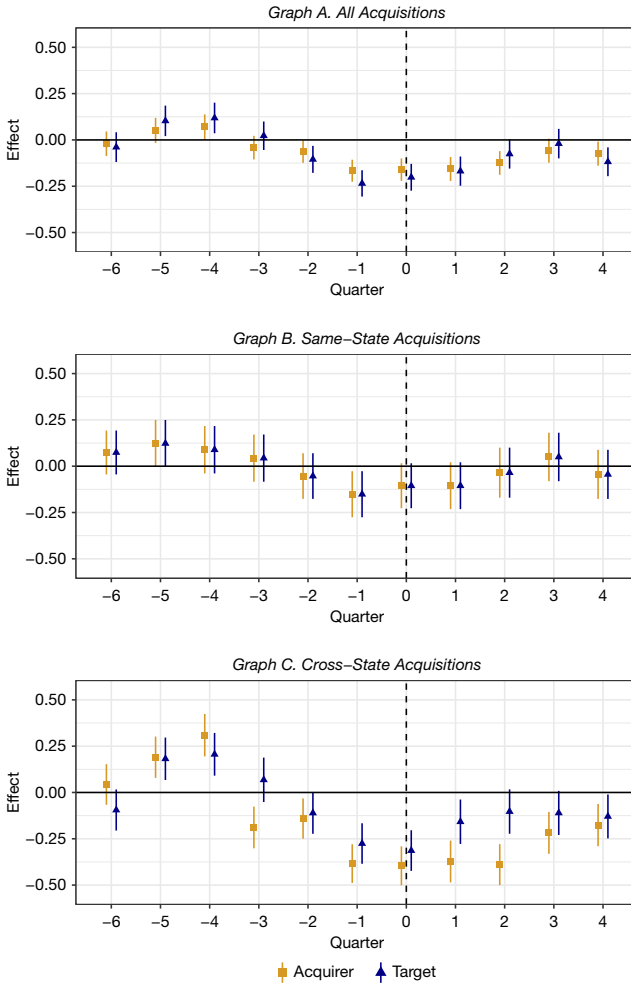 Graph A. All Acquisitions
0.50
0.25
0.00
−0.25
−0.50
Effect
−6 −5 −4 −3 −2 −1 0 1 2 3 4
Quarter
Graph B. Same−State Acquisitions
0.50
0.25
0.00
−0.25
−0.50
Effect
−6 −5 −4 −3 −2 −1 0 1 2 3 4
Quarter
Graph C. Cross−State Acquisitions
0.50
0.25
0.00
−0.25
−0.50
Effect
−6 −5 −4 −3 −2 −1 0 1 2 3 4
Quarter
Acquirer Target